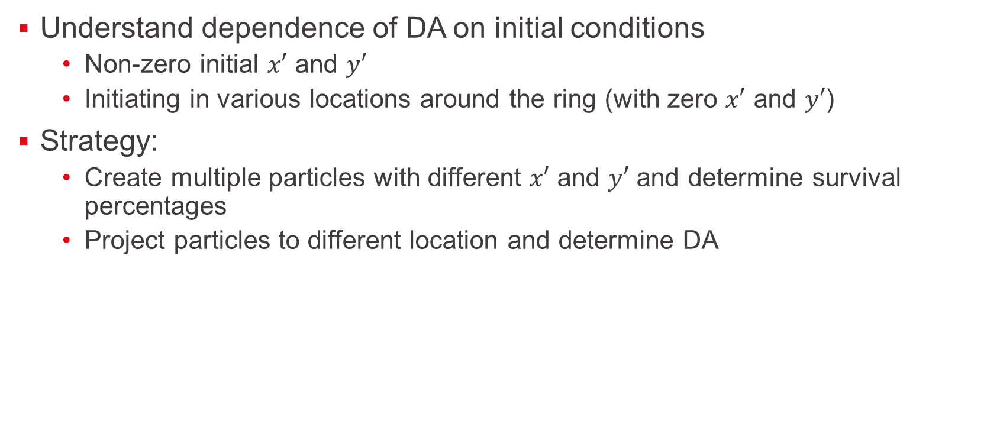 ▪ Understand dependence of DA on initial conditions
• Non-zero initial x′ and y′
• Initiating in various locations around the ring (with zero x′ and y′)
▪ Strategy:
• Create multiple particles with different x′ and y′ and determine survival
percentages
• Project particles to different location and determine DA